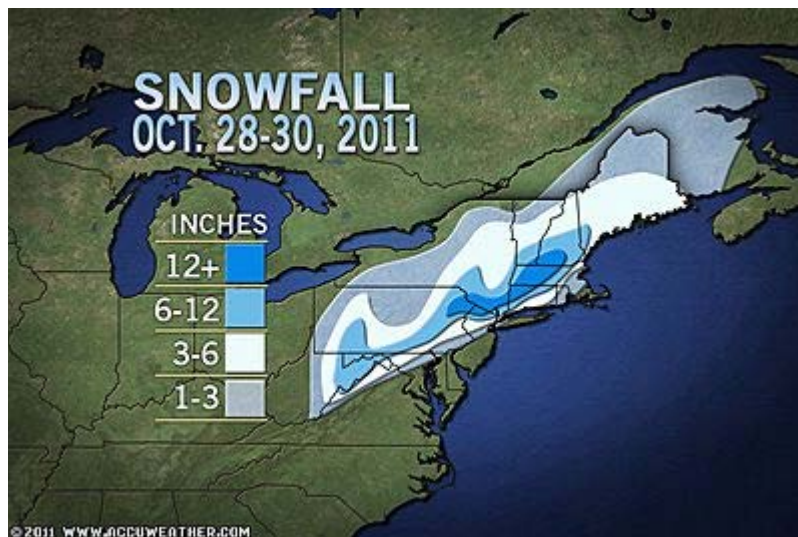 SNOWFALL
OCT. 28-30, 2011
INCHES
12+
6-12
3-6
1-3
©2011 WWW.ACCUWEATHER.COM